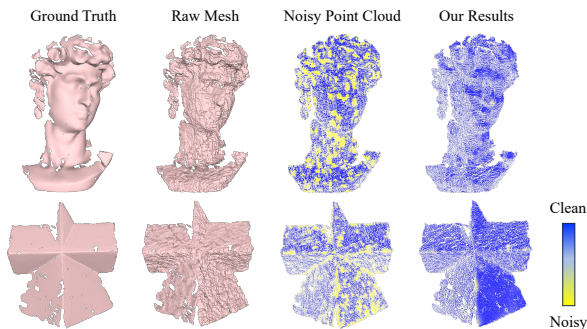 Ground Truth
Raw Mesh
Noisy Point Cloud
Our Results
Clean
Noisy